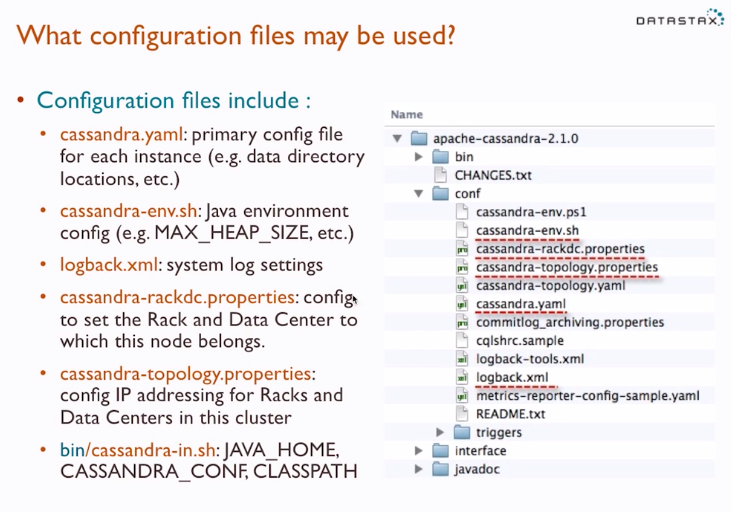 DATASTAX
What configuration files may be used?
• Configuration files include :
• cassandra.yaml: primary config file
for each instance (e.g. data directory
locations, etc.)
• cassandra-env.sh: Java environment
config (e.g. MAX_HEAP_SIZE, etc.)
• logback.xml: system log settings
• cassandra-rackdc.properties: config
to set the Rack and Data Center to
which this node belongs.
• cassandra-topology.properties:
config IP addressing for Racks and
Data Centers in this cluster
• bin/cassandra-in.sh: JAVA_HOME,
CASSANDRA_CONF, CLASSPATH
Name
apache-cassandra-2.1.0
bin
CHANGES.txt
conf
cassandra-env.ps1
cassandra-env.sh
cassandra-rackdc.properties
cassandra-topology.properties
cassandra-topology.yaml
cassandra.yaml
commitlog_archiving.properties
cqlshrc.sample
logback-tools.xml
logback.xml
metrics-reporter-config-sample.yaml
README.txt
triggers
interface
javadoc